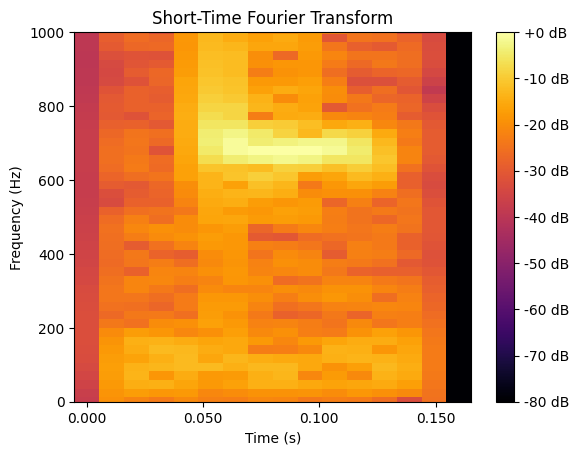 Short-Time Fourier Transform
1000
800
600
400
200
0
Frequency (Hz)
0.000
0.050
0.100
0.150
Time (s)
+0 dB
-10 dB
-20 dB
-30 dB
-40 dB
-50 dB
-60 dB
-70 dB
-80 dB